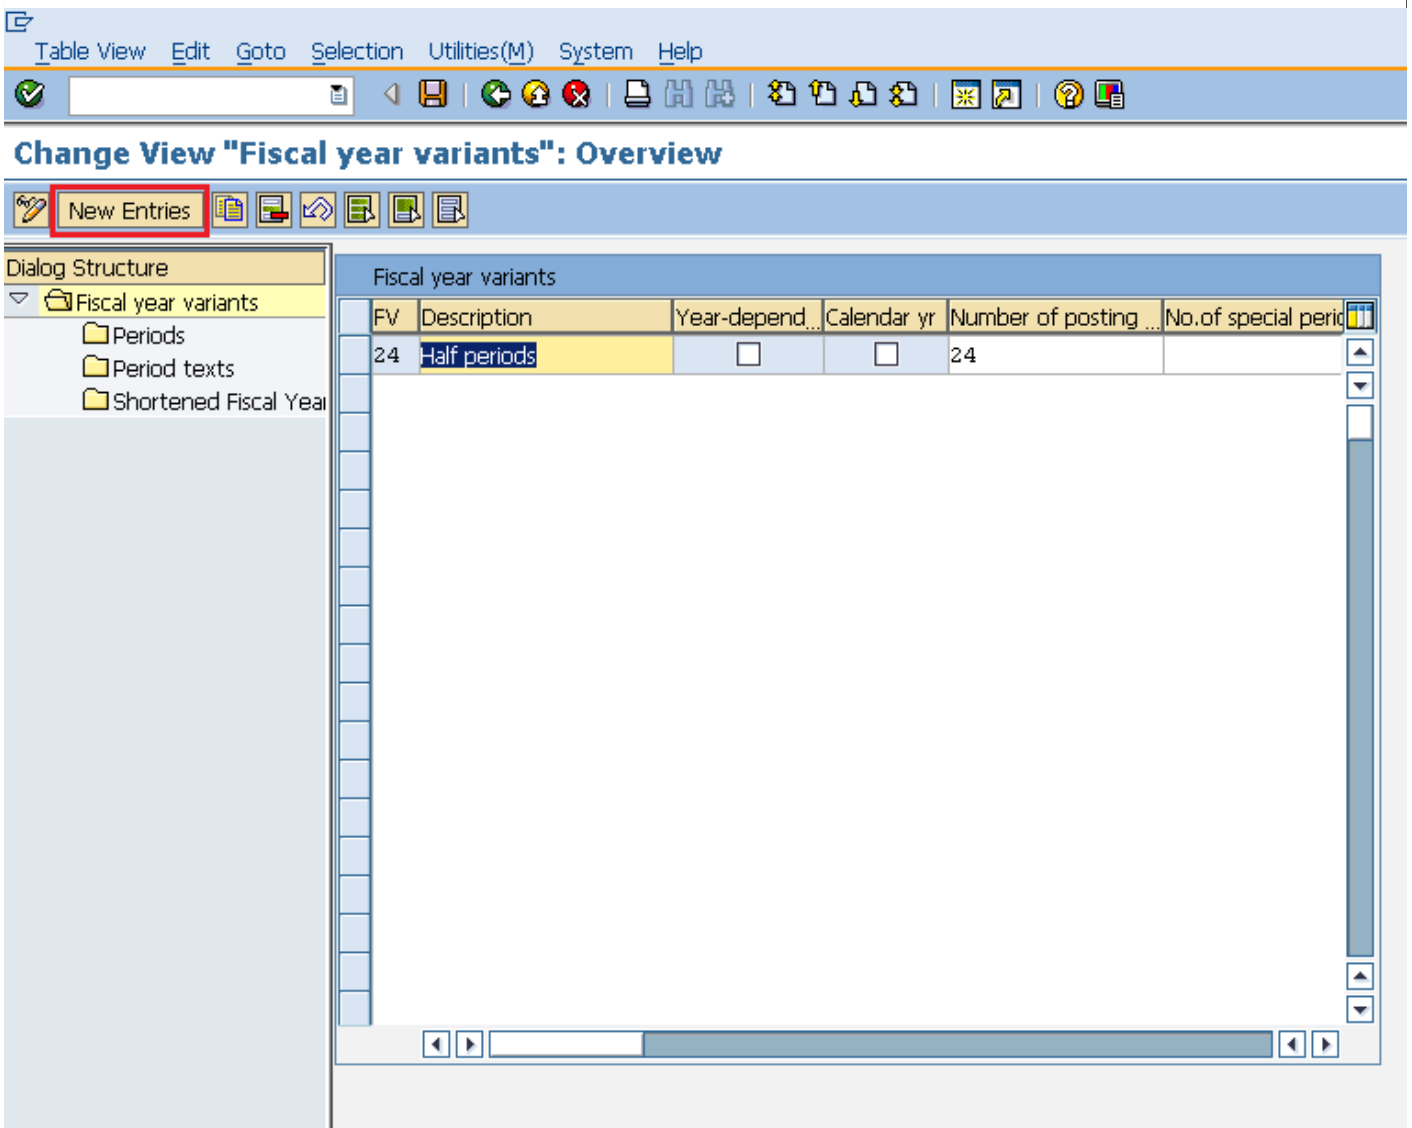 Table View Edit Goto Selection Utilities(M) System Help
Change View "Fiscal year variants": Overview
New Entries
Dialog Structure
Fiscal year variants
Periods
Period texts
Shortened Fiscal Year
Fiscal year variants
FV Description Year-depend... Calendar yr Number of posting ... No.of special perio
24 Half periods 24